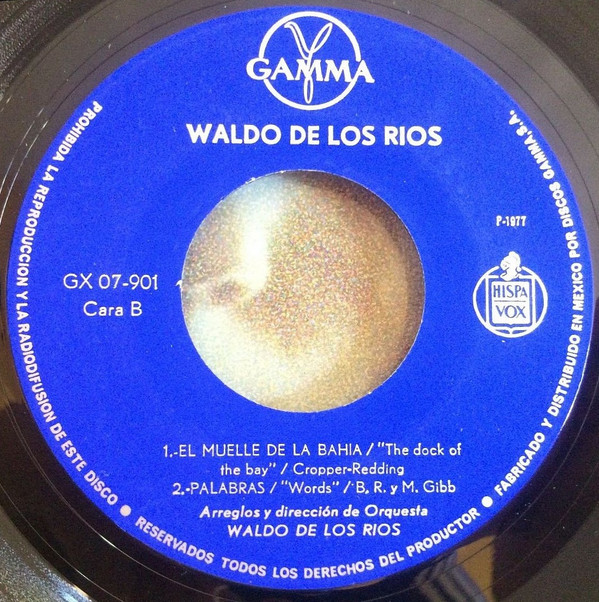 GAMMA
WALDO DE LOS RIOS
P-1977
GX 07-901
Cara B
HISPA
VOX
1.-EL MUELLE DE LA BAHIA / "The dock of
the bay" / Cropper-Redding
2.-PALABRAS / "Words" / B, R. y M. Gibb
Arreglos y dirección de Orquesta
WALDO DE LOS RIOS
PROHIBIDA LA REPRODUCCION Y LA RADIODIFUSION DE ESTE DISCO ● RESERVADOS TODOS LOS DERECHOS DEL PRODUCTOR ● FABRICADO Y DISTRIBUIDO EN MEXICO POR DISCOS GAMMA, S.A.